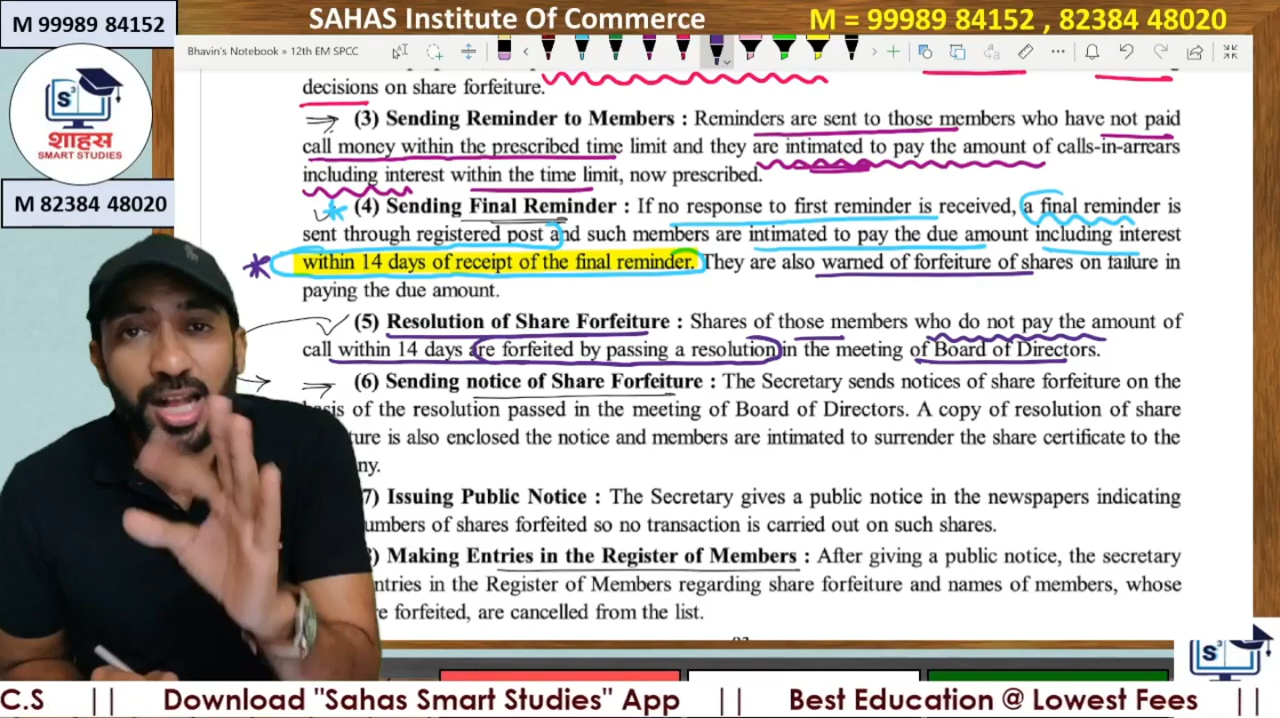 M 99989 84152
SAHAS Institute Of Commerce
M = 99989 84152 , 82384 48020
Bhavin's Notebook » 12th EM SPCC
S³
शाहस
SMART STUDIES
M 82384 48020
decisions on share forfeiture.
(3) Sending Reminder to Members : Reminders are sent to those members who have not paid
call money within the prescribed time limit and they are intimated to pay the amount of calls-in-arrears
including interest within the time limit, now prescribed.
(4) Sending Final Reminder : If no response to first reminder is received, a final reminder is
sent through registered post and such members are intimated to pay the due amount including interest
within 14 days of receipt of the final reminder. They are also warned of forfeiture of shares on failure in
paying the due amount.
(5) Resolution of Share Forfeiture : Shares of those members who do not pay the amount of
call within 14 days are forfeited by passing a resolution in the meeting of Board of Directors.
(6) Sending notice of Share Forfeiture : The Secretary sends notices of share forfeiture on the
of the resolution passed in the meeting of Board of Directors. A copy of resolution of share
is also enclosed the notice and members are intimated to surrender the share certificate to the
7) Issuing Public Notice : The Secretary gives a public notice in the newspapers indicating
of shares forfeited so no transaction is carried out on such shares.
) Making Entries in the Register of Members : After giving a public notice, the secretary
in the Register of Members regarding share forfeiture and names of members, whose
forfeited, are cancelled from the list.
S³
C.S || Download "Sahas Smart Studies" App || Best Education @ Lowest Fees ||